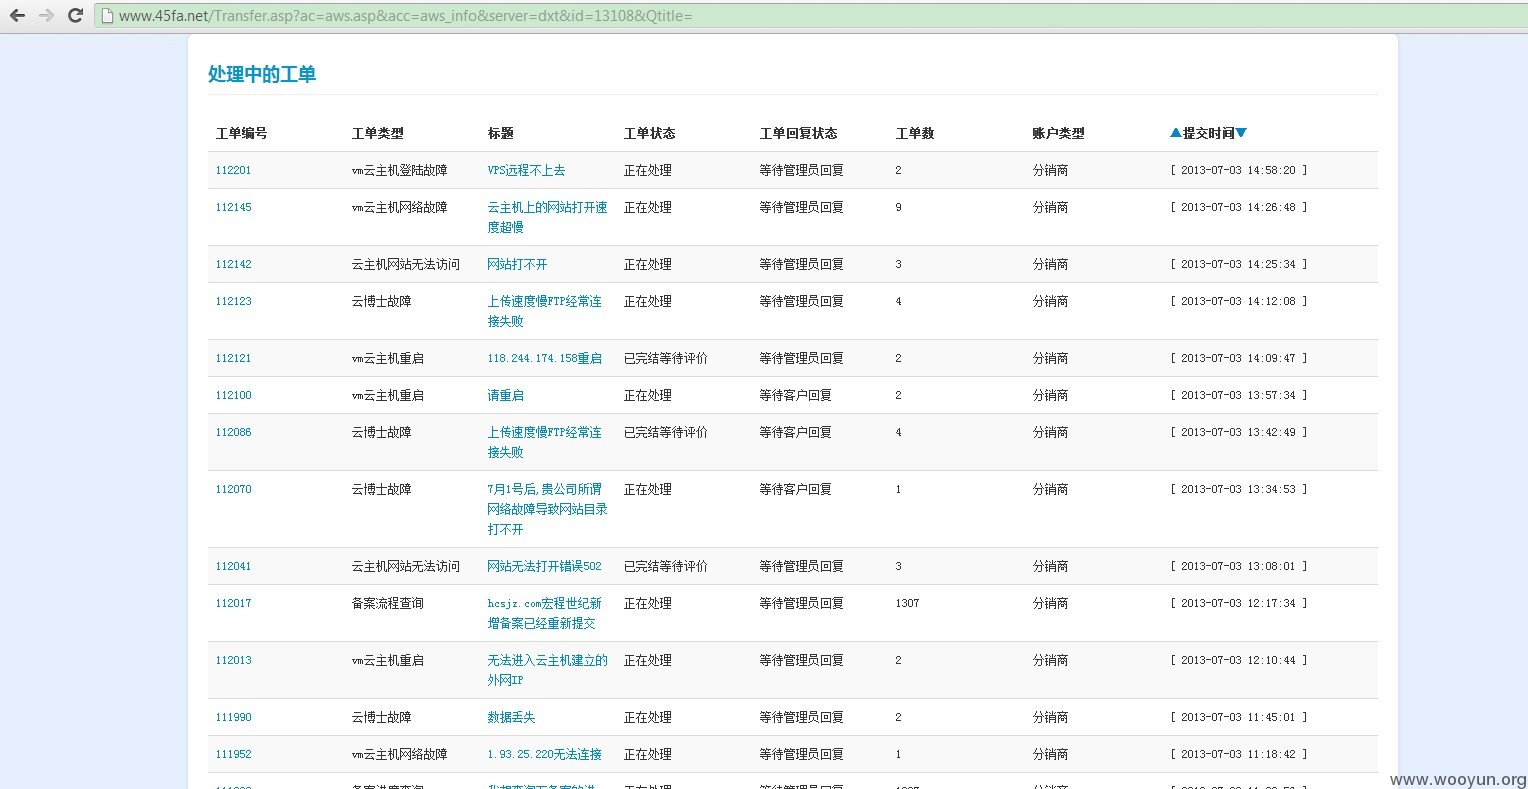 www.45fa.net/Transfer.asp?ac=aws.asp&acc=aws_info&server=dxt&id=13108&Qtitle=
处理中的工单
工单编号 工单类型 标题 工单状态 工单回复状态 工单数 账户类型 ▲提交时间▼
112201 vm云主机登陆故障 VPS远程不上去 正在处理 等待管理员回复 2 分销商 [ 2013-07-03 14:58:20 ]
112145 vm云主机网络故障 云主机上的网站打开速 正在处理 等待管理员回复 9 分销商 [ 2013-07-03 14:26:48 ]
度超慢
112142 云主机网站无法访问 网站打不开 正在处理 等待管理员回复 3 分销商 [ 2013-07-03 14:25:34 ]
112123 云博士故障 上传速度慢FTP经常连 正在处理 等待管理员回复 4 分销商 [ 2013-07-03 14:12:08 ]
接失败
112121 vm云主机重启 118.244.174.158重启 已完结等待评价 等待管理员回复 2 分销商 [ 2013-07-03 14:09:47 ]
112100 vm云主机重启 请重启 正在处理 等待客户回复 2 分销商 [ 2013-07-03 13:57:34 ]
112086 云博士故障 上传速度慢FTP经常连 已完结等待评价 等待客户回复 4 分销商 [ 2013-07-03 13:42:49 ]
接失败
112070 云博士故障 7月1号后,贵公司所谓 正在处理 等待客户回复 1 分销商 [ 2013-07-03 13:34:53 ]
网络故障导致网站目录
打不开
112041 云主机网站无法访问 网站无法打开错误502 已完结等待评价 等待管理员回复 3 分销商 [ 2013-07-03 13:08:01 ]
112017 备案流程查询 hcsjz.com宏程世纪新 正在处理 等待管理员回复 1307 分销商 [ 2013-07-03 12:17:34 ]
增备案已经重新提交
112013 vm云主机重启 无法进入云主机建立的 正在处理 等待管理员回复 2 分销商 [ 2013-07-03 12:10:44 ]
外网IP
111990 云博士故障 数据丢失 正在处理 等待管理员回复 2 分销商 [ 2013-07-03 11:45:01 ]
111952 vm云主机网络故障 1.93.25.220无法连接 正在处理 等待管理员回复 1 分销商 [ 2013-07-03 11:18:42 ]
www.wooyun.org